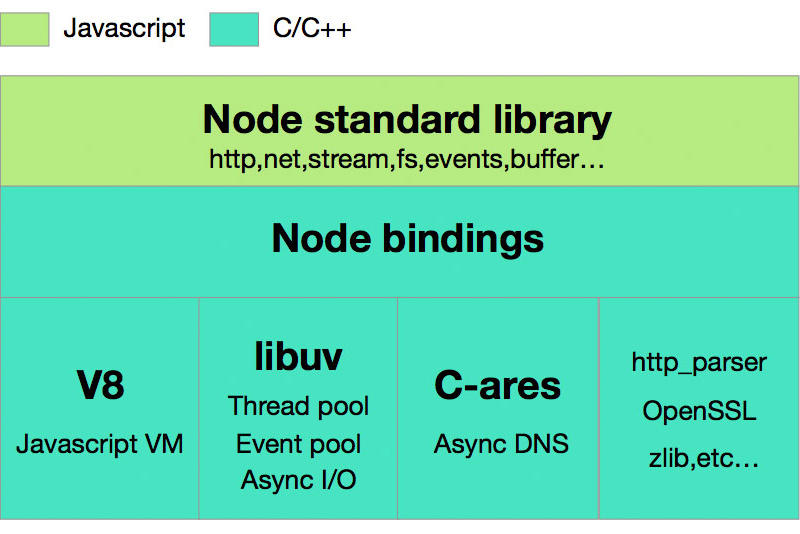 Javascript C/C++
Node standard library
http,net,stream,fs,events,buffer…
Node bindings
V8
Javascript VM
libuv
Thread pool
Event pool
Async I/O
C-ares
Async DNS
http_parser
OpenSSL
zlib,etc…